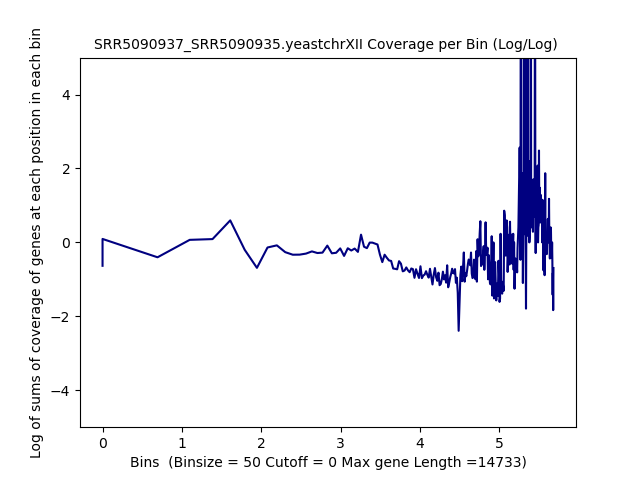 SRR5090937_SRR5090935.yeastchrXII Coverage per Bin (Log/Log)
Log of sums of coverage of genes at each position in each bin
4
2
0
−2
−4
0 1 2 3 4 5
Bins  (Binsize = 50 Cutoff = 0 Max gene Length =14733)